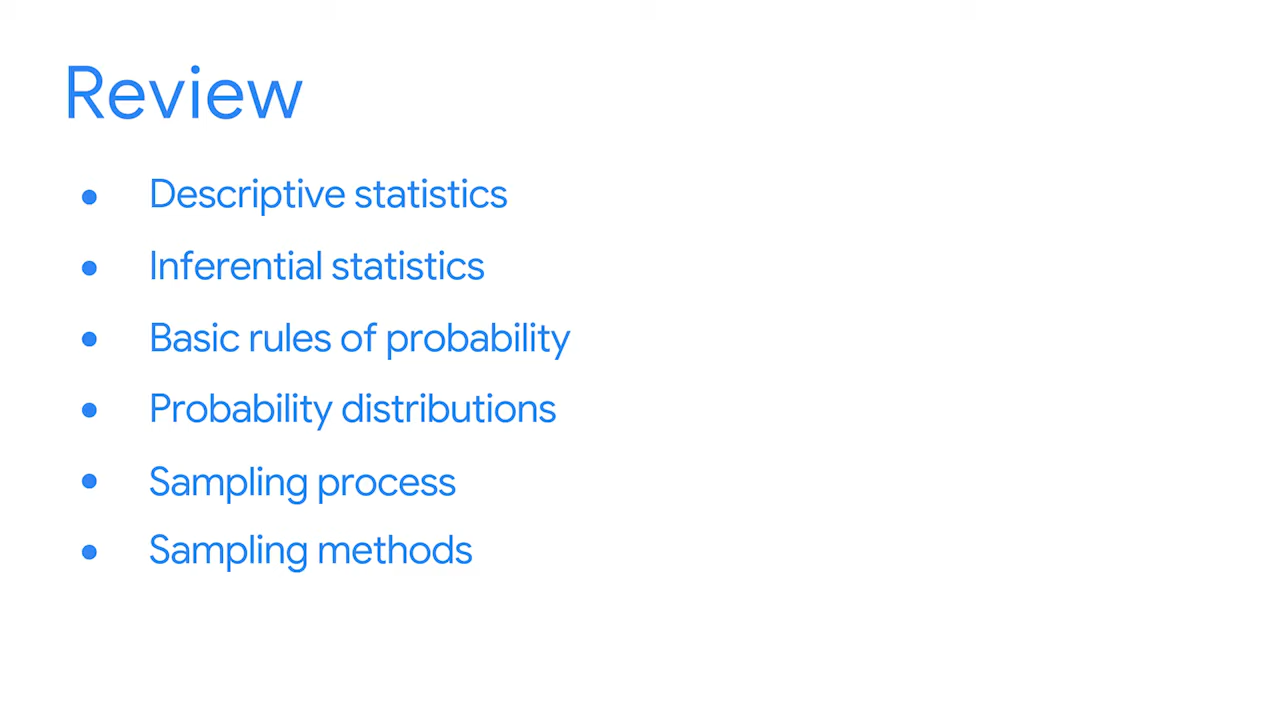 Review
• Descriptive statistics
• Inferential statistics
• Basic rules of probability
• Probability distributions
• Sampling process
• Sampling methods